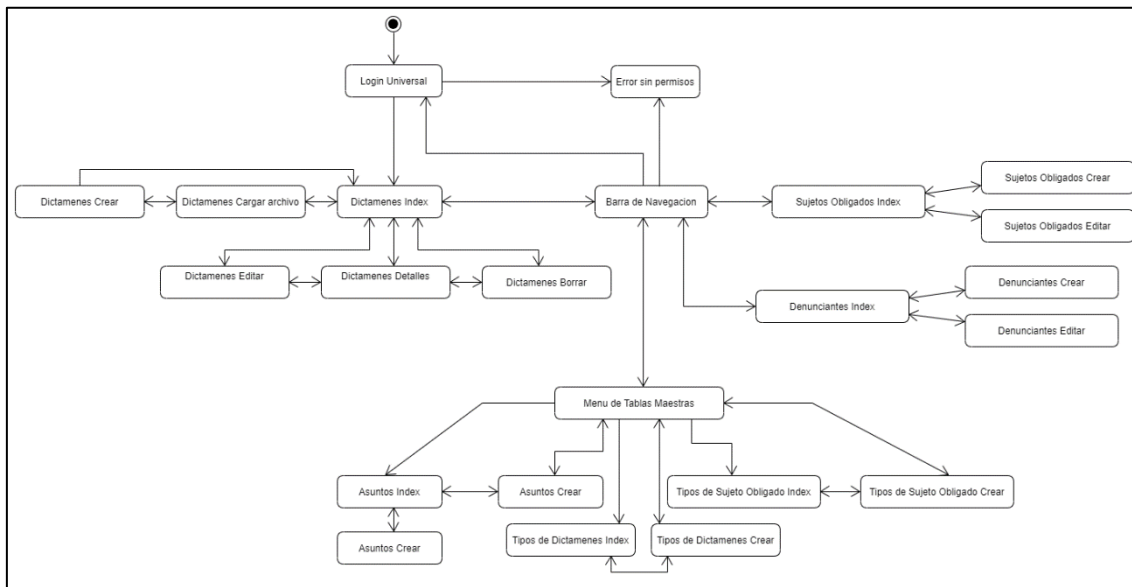 Login Universal
Error sin permisos
Sujetos Obligados Crear
Dictamenes Crear
Dictamenes Cargar archivo
Dictamenes Index
Barra de Navegacion
Sujetos Obligados Index
Sujetos Obligados Editar
Dictamenes Editar
Dictamenes Detalles
Dictamenes Borrar
Denunciantes Crear
Denunciantes Index
Denunciantes Editar
Menu de Tablas Maestras
Asuntos Index
Asuntos Crear
Tipos de Sujeto Obligado Index
Tipos de Sujeto Obligado Crear
Asuntos Crear
Tipos de Dictamenes Index
Tipos de Dictamenes Crear